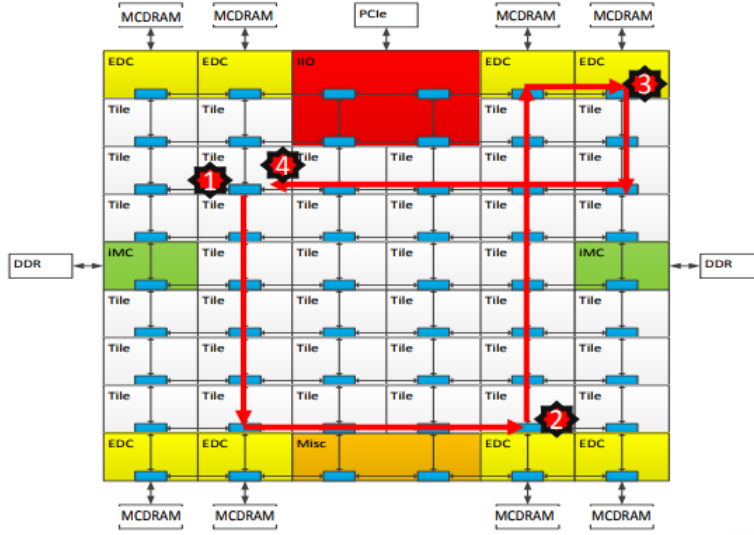 MCDRAM MCDRAM PCIe MCDRAM MCDRAM
EDC EDC IIO EDC EDC
3
Tile Tile Tile Tile
Tile Tile Tile Tile Tile Tile
1 4
Tile Tile Tile Tile Tile Tile
iMC Tile Tile Tile Tile iMC
DDR DDR
Tile Tile Tile Tile Tile Tile
Tile Tile Tile Tile Tile Tile
Tile Tile Tile Tile Tile Tile
2
EDC EDC Misc EDC EDC
MCDRAM MCDRAM MCDRAM MCDRAM